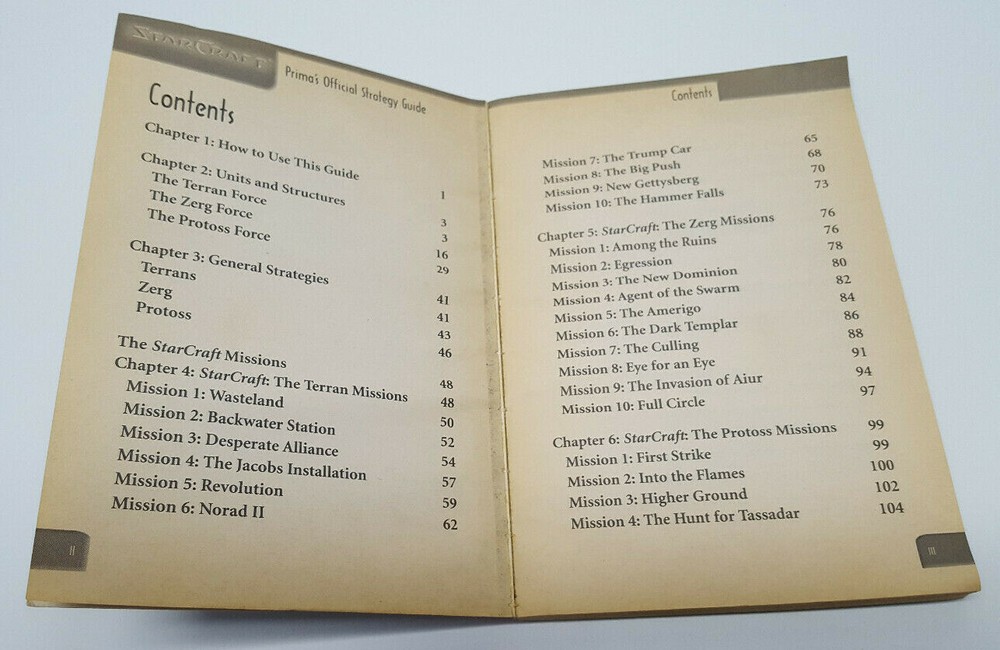 STARCRAFT
Prima's Official Strategy Guide
Contents
Chapter 1: How to Use This Guide 1
Chapter 2: Units and Structures 3
The Terran Force 3
The Zerg Force 16
The Protoss Force 29
Chapter 3: General Strategies 41
Terrans 41
Zerg 43
Protoss 46
The StarCraft Missions 48
Chapter 4: StarCraft: The Terran Missions 48
Mission 1: Wasteland 50
Mission 2: Backwater Station 52
Mission 3: Desperate Alliance 54
Mission 4: The Jacobs Installation 57
Mission 5: Revolution 59
Mission 6: Norad II 62
II
Contents
Mission 7: The Trump Car 65
Mission 8: The Big Push 68
Mission 9: New Gettysberg 70
Mission 10: The Hammer Falls 73
Chapter 5: StarCraft: The Zerg Missions 76
Mission 1: Among the Ruins 76
Mission 2: Egression 78
Mission 3: The New Dominion 80
Mission 4: Agent of the Swarm 82
Mission 5: The Amerigo 84
Mission 6: The Dark Templar 86
Mission 7: The Culling 88
Mission 8: Eye for an Eye 91
Mission 9: The Invasion of Aiur 94
Mission 10: Full Circle 97
Chapter 6: StarCraft: The Protoss Missions 99
Mission 1: First Strike 99
Mission 2: Into the Flames 100
Mission 3: Higher Ground 102
Mission 4: The Hunt for Tassadar 104
III